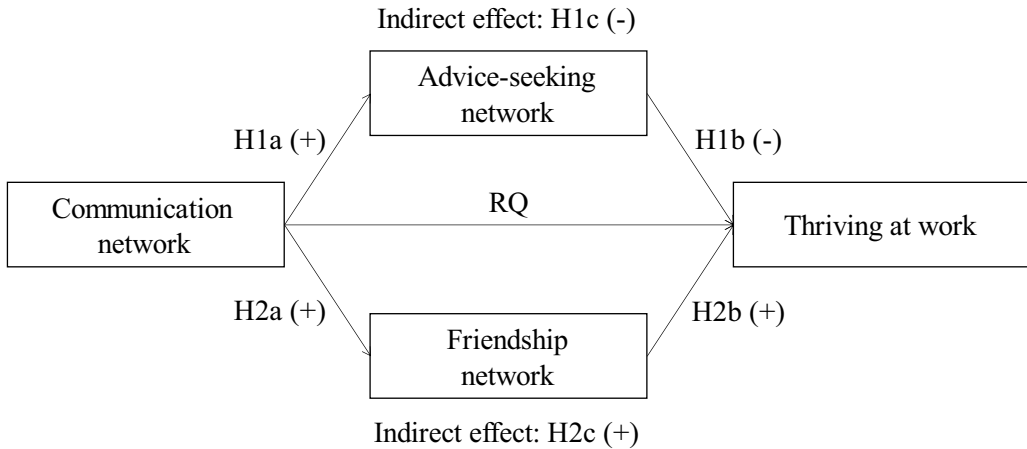 Indirect effect: H1c (-)
Advice-seeking
network
H1a (+)
H1b (-)
Communication
network
RQ
Thriving at work
H2a (+)
H2b (+)
Friendship
network
Indirect effect: H2c (+)